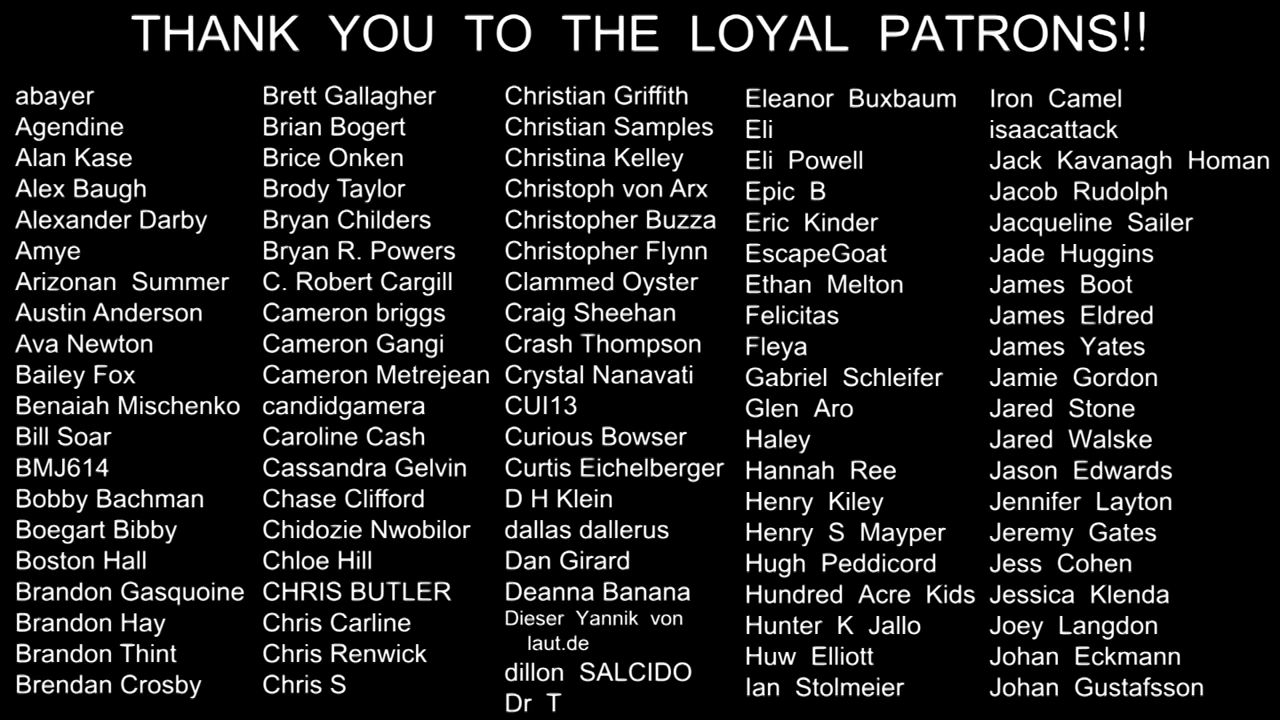 THANK YOU TO THE LOYAL PATRONS!!
abayer
Agendine
Alan Kase
Alex Baugh
Alexander Darby
Amye
Arizonan Summer
Austin Anderson
Ava Newton
Bailey Fox
Benaiah Mischenko
Bill Soar
BMJ614
Bobby Bachman
Boegart Bibby
Boston Hall
Brandon Gasquoine
Brandon Hay
Brandon Thint
Brendan Crosby
Brett Gallagher
Brian Bogert
Brice Onken
Brody Taylor
Bryan Childers
Bryan R. Powers
C. Robert Cargill
Cameron briggs
Cameron Gangi
Cameron Metrejean
candidgamera
Caroline Cash
Cassandra Gelvin
Chase Clifford
Chidozie Nwobilor
Chloe Hill
CHRIS BUTLER
Chris Carline
Chris Renwick
Chris S
Christian Griffith
Christian Samples
Christina Kelley
Christoph von Arx
Christopher Buzza
Christopher Flynn
Clammed Oyster
Craig Sheehan
Crash Thompson
Crystal Nanavati
CUI13
Curious Bowser
Curtis Eichelberger
D H Klein
dallas dallerus
Dan Girard
Deanna Banana
Dieser Yannik von
laut.de
dillon SALCIDO
Dr T
Eleanor Buxbaum
Eli
Eli Powell
Epic B
Eric Kinder
EscapeGoat
Ethan Melton
Felicitas
Fleya
Gabriel Schleifer
Glen Aro
Haley
Hannah Ree
Henry Kiley
Henry S Mayper
Hugh Peddicord
Hundred Acre Kids
Hunter K Jallo
Huw Elliott
Ian Stolmeier
Iron Camel
isaacattack
Jack Kavanagh Homan
Jacob Rudolph
Jacqueline Sailer
Jade Huggins
James Boot
James Eldred
James Yates
Jamie Gordon
Jared Stone
Jared Walske
Jason Edwards
Jennifer Layton
Jeremy Gates
Jess Cohen
Jessica Klenda
Joey Langdon
Johan Eckmann
Johan Gustafsson